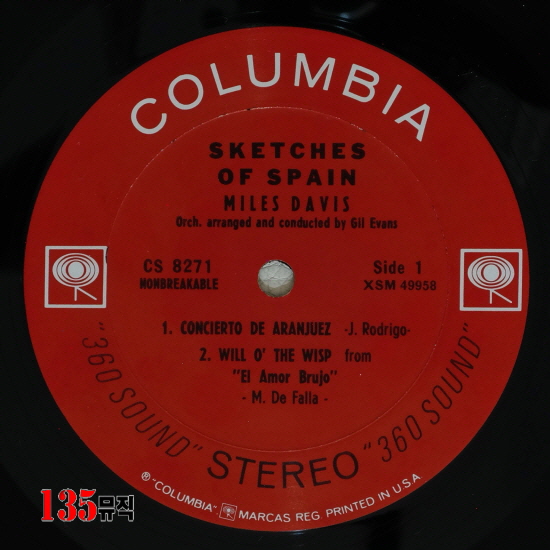 COLUMBIA
SKETCHES
OF SPAIN
MILES DAVIS
Orch. arranged and conducted by Gil Evans
CS 8271
NONBREAKABLE
Side 1
XSM 49958
1. CONCIERTO DE ARANJUEZ -J. Rodrigo-
2. WILL O' THE WISP from
"El Amor Brujo"
- M. De Falla -
"360 SOUND" STEREO "360 SOUND"
® "COLUMBIA" MARCAS REG. PRINTED IN U.S.A
135뮤직